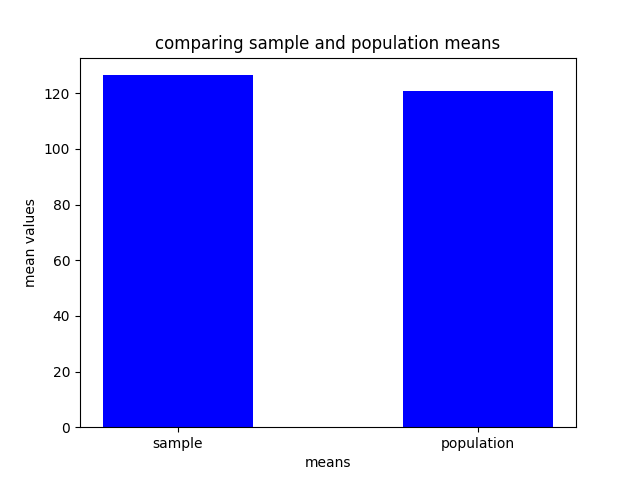 comparing sample and population means
120
100
80
60
40
20
0
mean values
sample
population
means